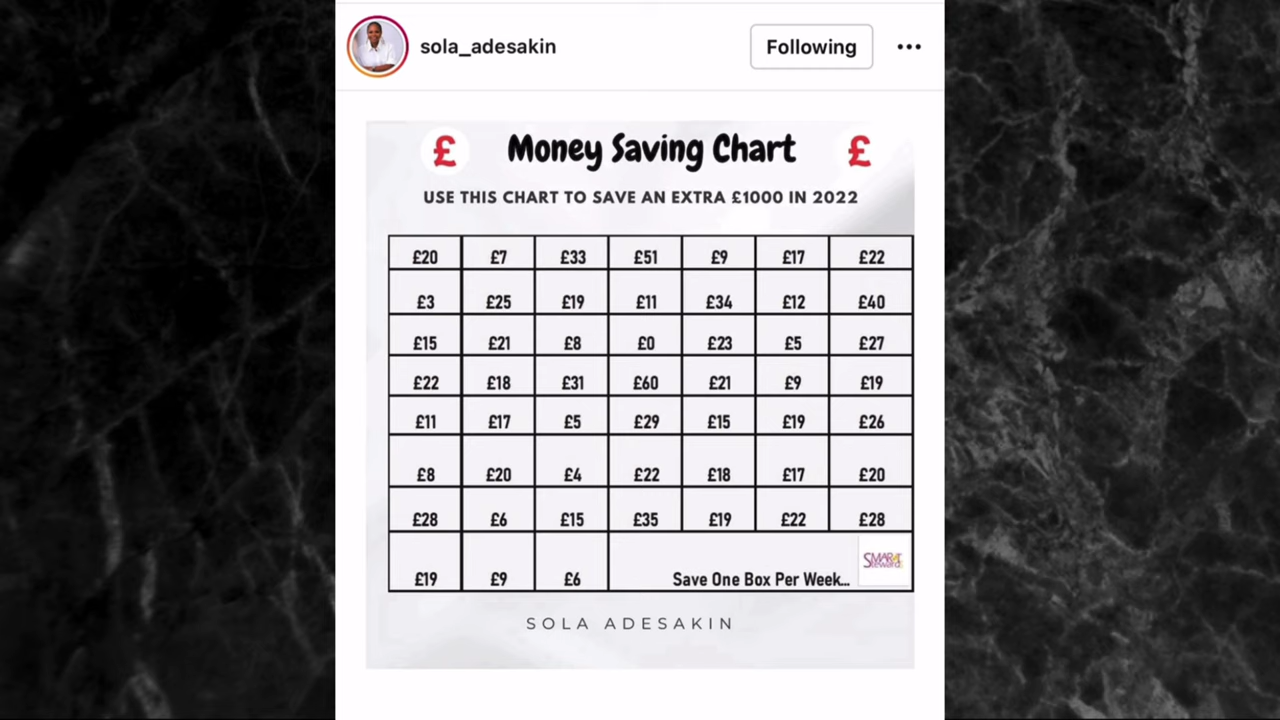 sola_adesakin
Following
£ Money Saving Chart £
USE THIS CHART TO SAVE AN EXTRA £1000 IN 2022
£20 £7 £33 £51 £9 £17 £22
£3 £25 £19 £11 £34 £12 £40
£15 £21 £8 £0 £23 £5 £27
£22 £18 £31 £60 £21 £9 £19
£11 £17 £5 £29 £15 £19 £26
£8 £20 £4 £22 £18 £17 £20
£28 £6 £15 £35 £19 £22 £28
£19 £9 £6 Save One Box Per Week...
SMART
Steward
SOLA ADESAKIN